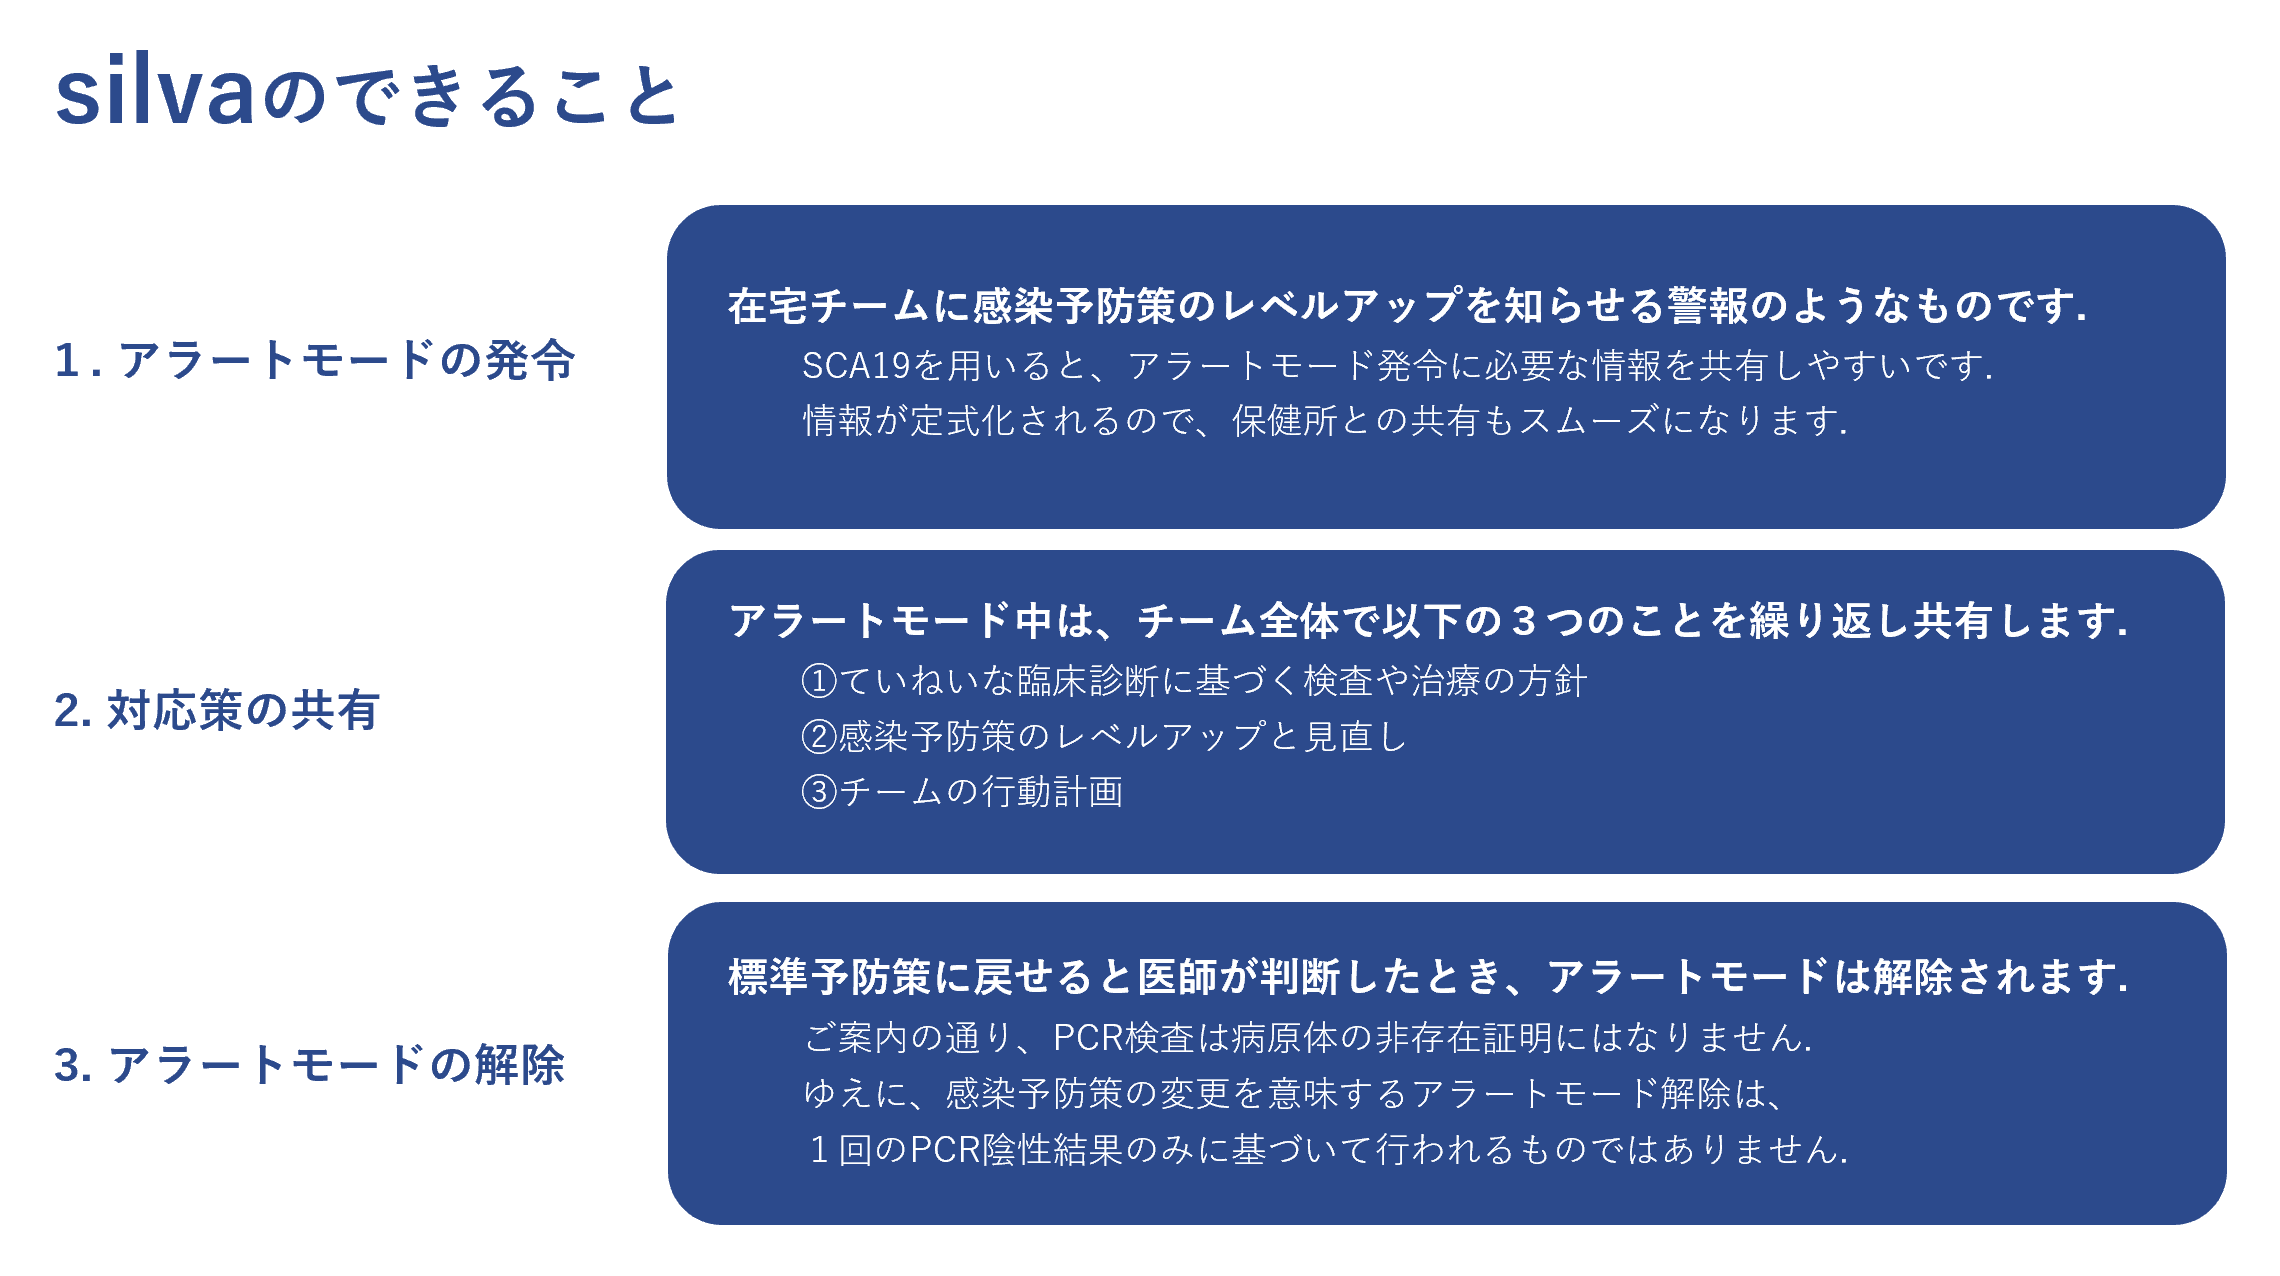 silvaのできること
1. アラートモードの発令
在宅チームに感染予防策のレベルアップを知らせる警報のようなものです.
SCA19を用いると、アラートモード発令に必要な情報を共有しやすいです.
情報が定式化されるので、保健所との共有もスムーズになります.
2. 対応策の共有
アラートモード中は、チーム全体で以下の３つのことを繰り返し共有します.
①ていねいな臨床診断に基づく検査や治療の方針
②感染予防策のレベルアップと見直し
③チームの行動計画
3. アラートモードの解除
標準予防策に戻せると医師が判断したとき、アラートモードは解除されます.
ご案内の通り、PCR検査は病原体の非存在証明にはなりません.
ゆえに、感染予防策の変更を意味するアラートモード解除は、
１回のPCR陰性結果のみに基づいて行われるものではありません.